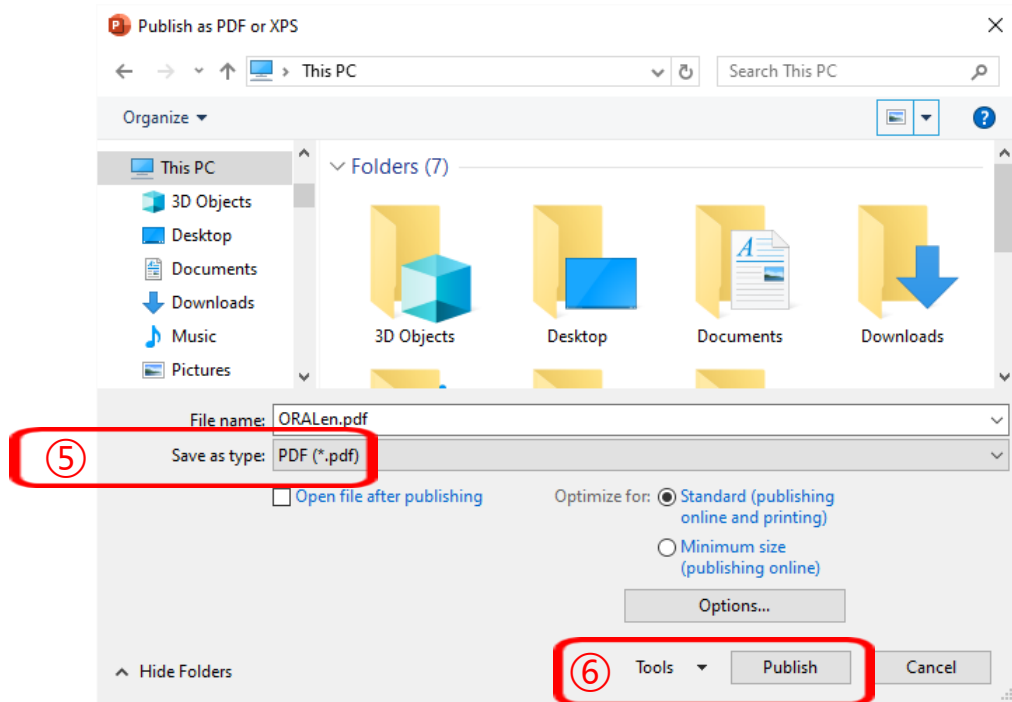 Publish as PDF or XPS
This PC
Search This PC
Organize
This PC
3D Objects
Desktop
Documents
Downloads
Music
Pictures
Folders (7)
3D Objects
Desktop
Documents
Downloads
File name: ORALen.pdf
⑤ Save as type: PDF (*.pdf)
Open file after publishing
Optimize for: Standard (publishing
online and printing)
Minimum size
(publishing online)
Options...
Hide Folders
⑥ Tools Publish Cancel